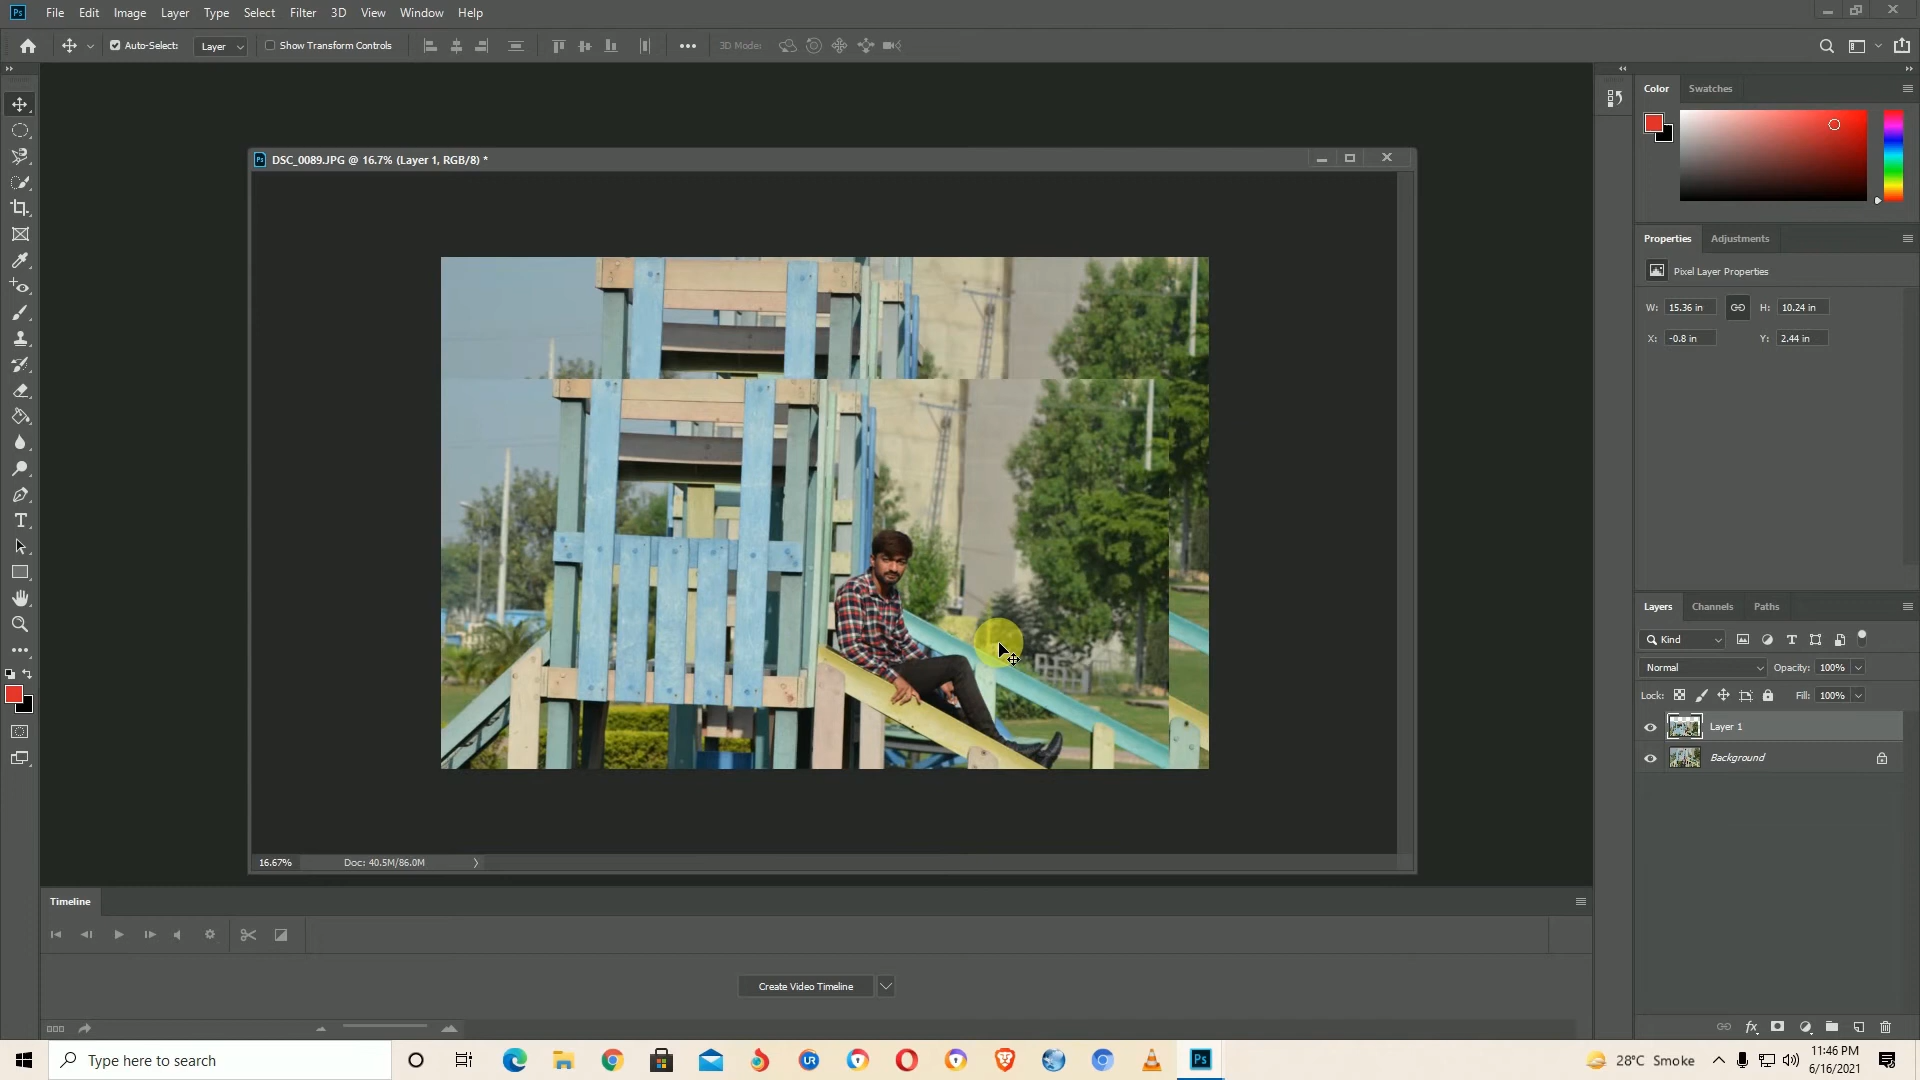 Ps File Edit Image Layer Type Select Filter 3D View Window Help
Auto-Select: Layer Show Transform Controls 3D Mode:
Color Swatches
DSC_0089.JPG @ 16.7% (Layer 1, RGB/8) *
Properties Adjustments
Pixel Layer Properties
W: 15.36 in H: 10.24 in
X: -0.8 in Y: 2.44 in
Layers Channels Paths
Kind
Normal Opacity: 100%
Lock: Fill: 100%
Layer 1
Background
16.67% Doc: 40.5M/86.0M
Timeline
Create Video Timeline
Type here to search
UR
Ps
28°C Smoke
11:46 PM
6/16/2021